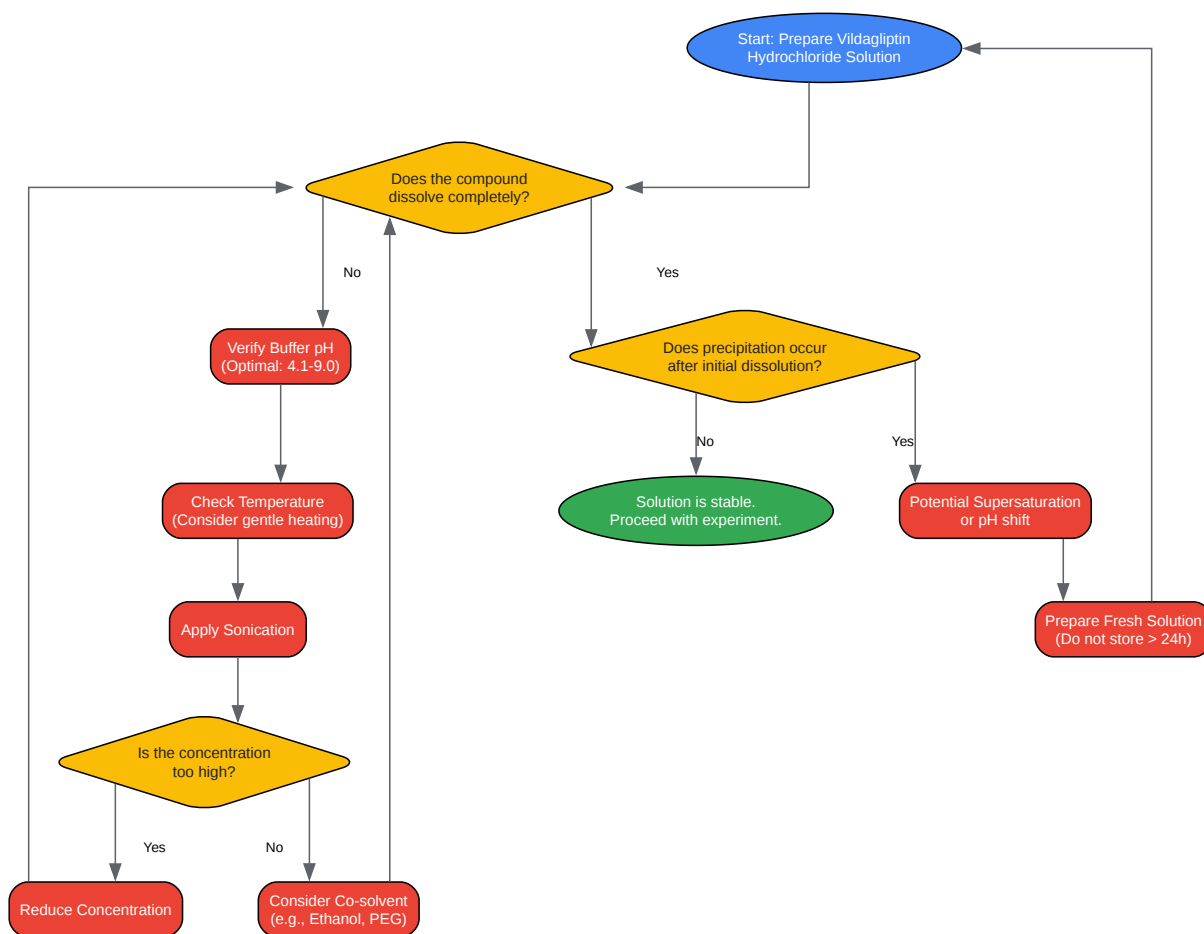 Start: Prepare Vildagliptin
Hydrochloride Solution
Does the compound
dissolve completely?
No
Yes
Verify Buffer pH
(Optimal: 4.1-9.0)
Does precipitation occur
after initial dissolution?
No
Yes
Check Temperature
(Consider gentle heating)
Solution is stable.
Proceed with experiment.
Potential Supersaturation
or pH shift
Apply Sonication
Prepare Fresh Solution
(Do not store > 24h)
Is the concentration
too high?
Yes
No
Reduce Concentration
Consider Co-solvent
(e.g., Ethanol, PEG)